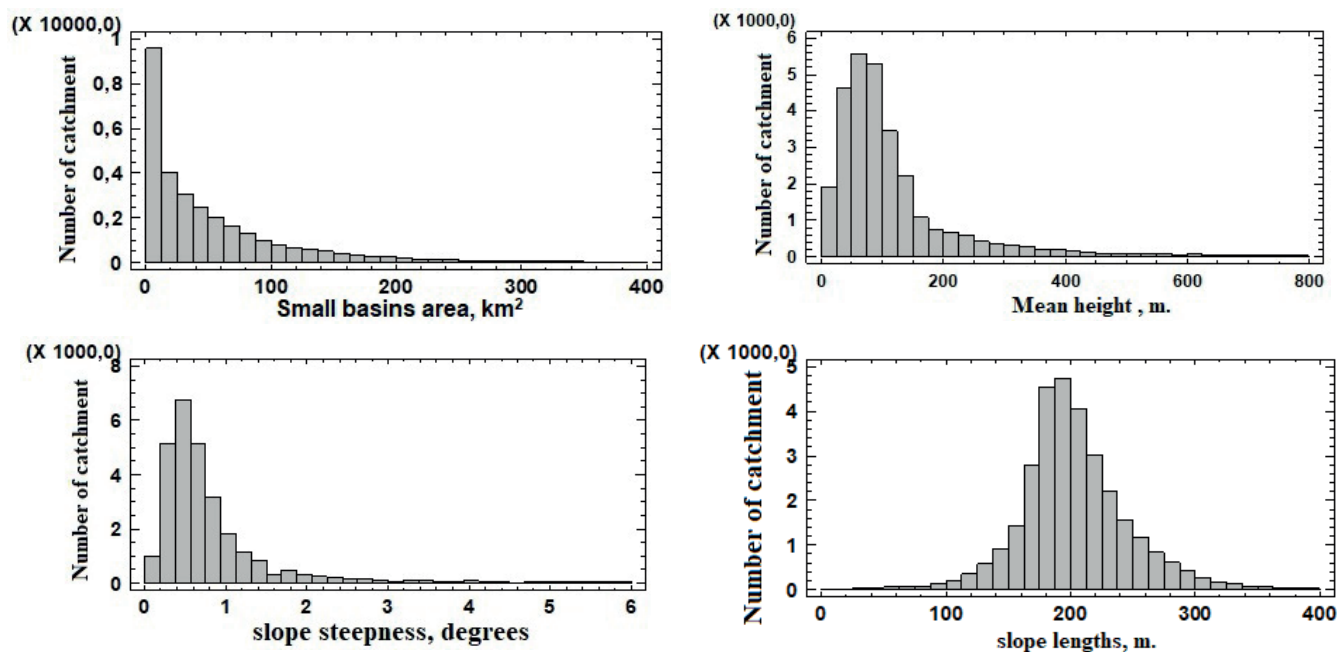 (X 10000,0)
Number of catchment
1
0,8
0,6
0,4
0,2
0
0 100 200 300 400
Small basins area, km²
(X 1000,0)
Number of catchment
6
5
4
3
2
1
0
0 200 400 600 800
Mean height , m.
(X 1000,0)
Number of catchment
8
6
4
2
0
0 1 2 3 4 5 6
slope steepness, degrees
(X 1000,0)
Number of catchment
5
4
3
2
1
0
0 100 200 300 400
slope lengths, m.